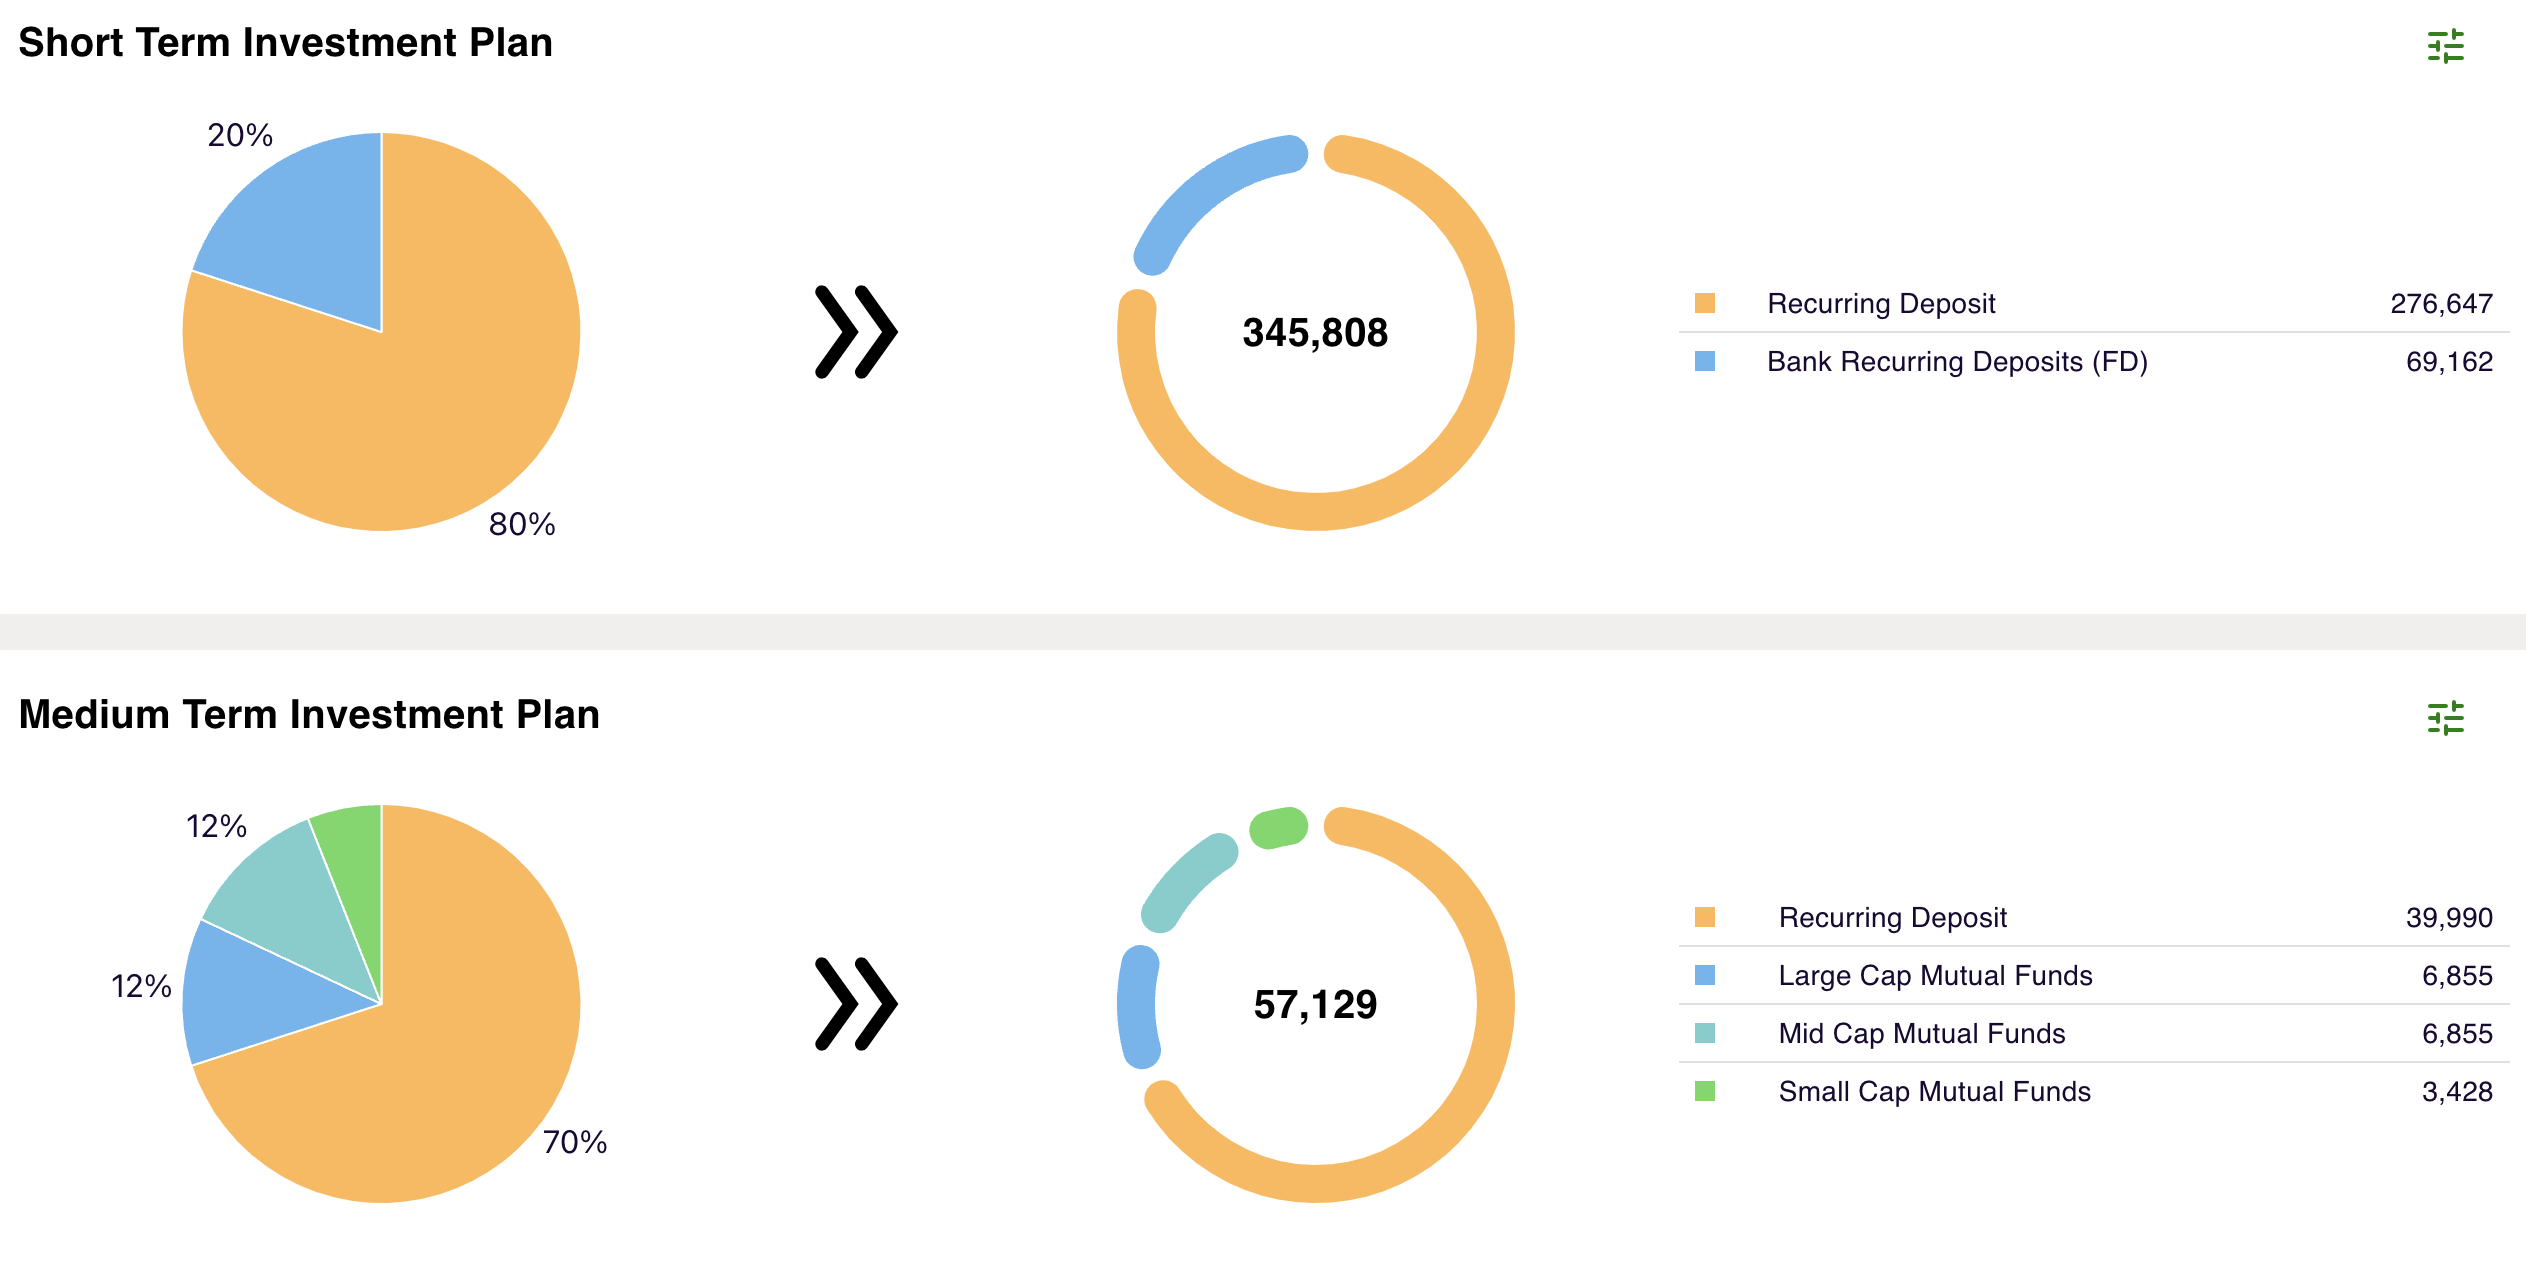 Short Term Investment Plan
20%
80%
345,808
Recurring Deposit 276,647
Bank Recurring Deposits (FD) 69,162
Medium Term Investment Plan
12%
12%
70%
57,129
Recurring Deposit 39,990
Large Cap Mutual Funds 6,855
Mid Cap Mutual Funds 6,855
Small Cap Mutual Funds 3,428